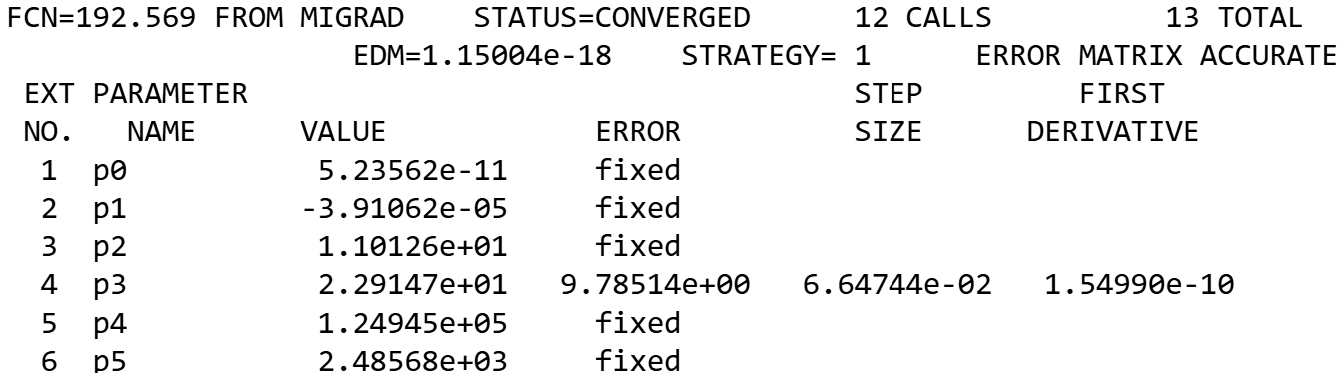 FCN=192.569 FROM MIGRAD    STATUS=CONVERGED      12 CALLS          13 TOTAL
                    EDM=1.15004e-18    STRATEGY= 1      ERROR MATRIX ACCURATE
 EXT PARAMETER                                   STEP         FIRST
 NO.   NAME      VALUE            ERROR          SIZE      DERIVATIVE
  1  p0           5.23562e-11     fixed
  2  p1          -3.91062e-05     fixed
  3  p2           1.10126e+01     fixed
  4  p3           2.29147e+01   9.78514e+00   6.64744e-02   1.54990e-10
  5  p4           1.24945e+05     fixed
  6  p5           2.48568e+03     fixed